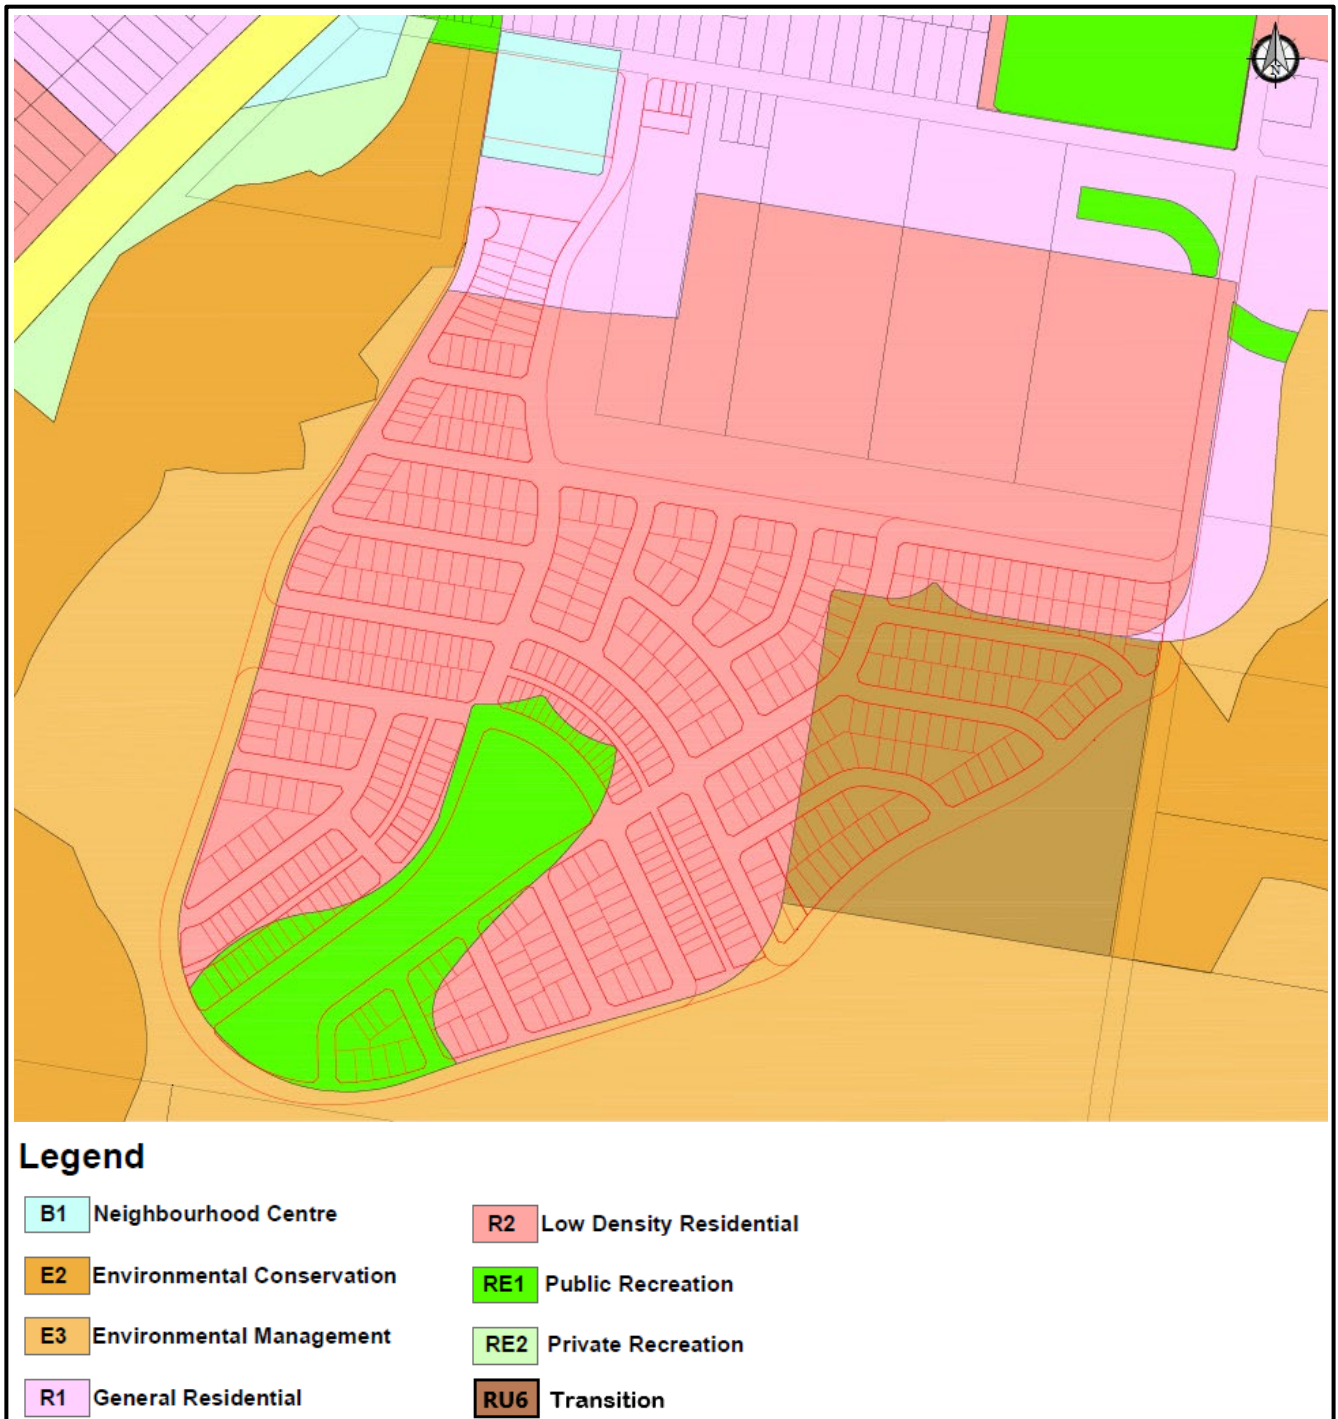 N
Legend
B1 Neighbourhood Centre
E2 Environmental Conservation
E3 Environmental Management
R1 General Residential
R2 Low Density Residential
RE1 Public Recreation
RE2 Private Recreation
RU6 Transition